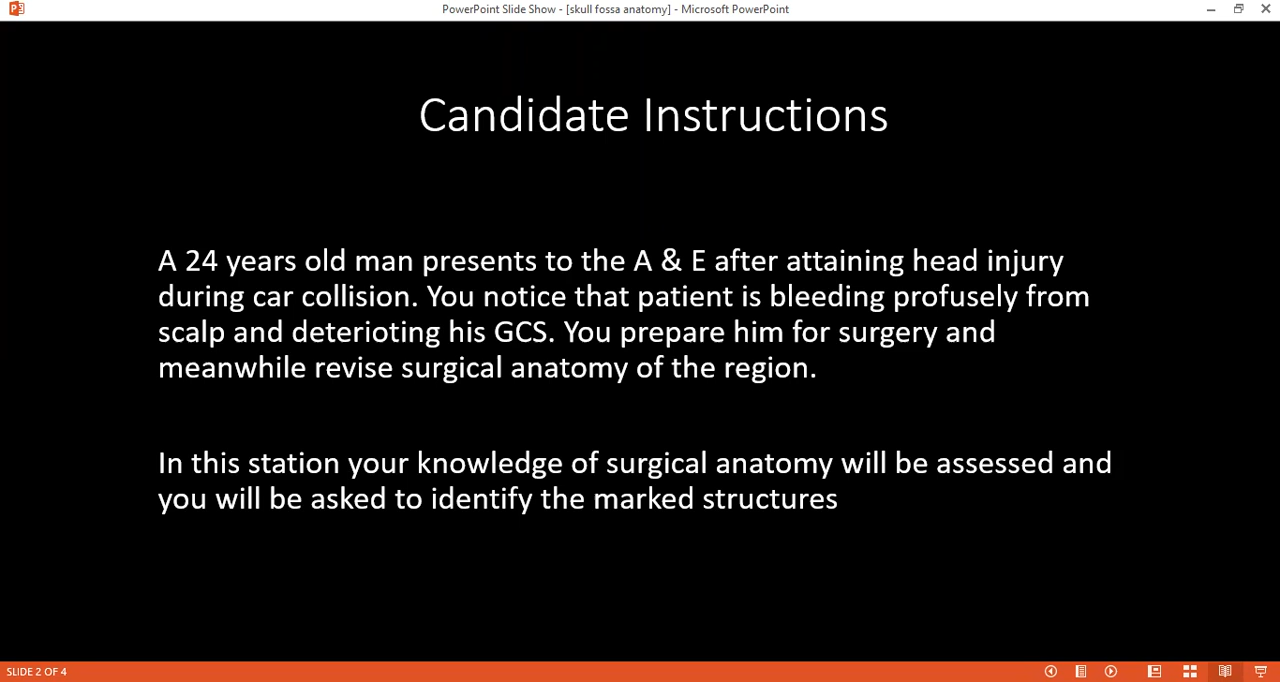 PowerPoint Slide Show - [skull fossa anatomy] - Microsoft PowerPoint
Candidate Instructions
A 24 years old man presents to the A & E after attaining head injury
during car collision. You notice that patient is bleeding profusely from
scalp and deterioting his GCS. You prepare him for surgery and
meanwhile revise surgical anatomy of the region.
In this station your knowledge of surgical anatomy will be assessed and
you will be asked to identify the marked structures
SLIDE 2 OF 4